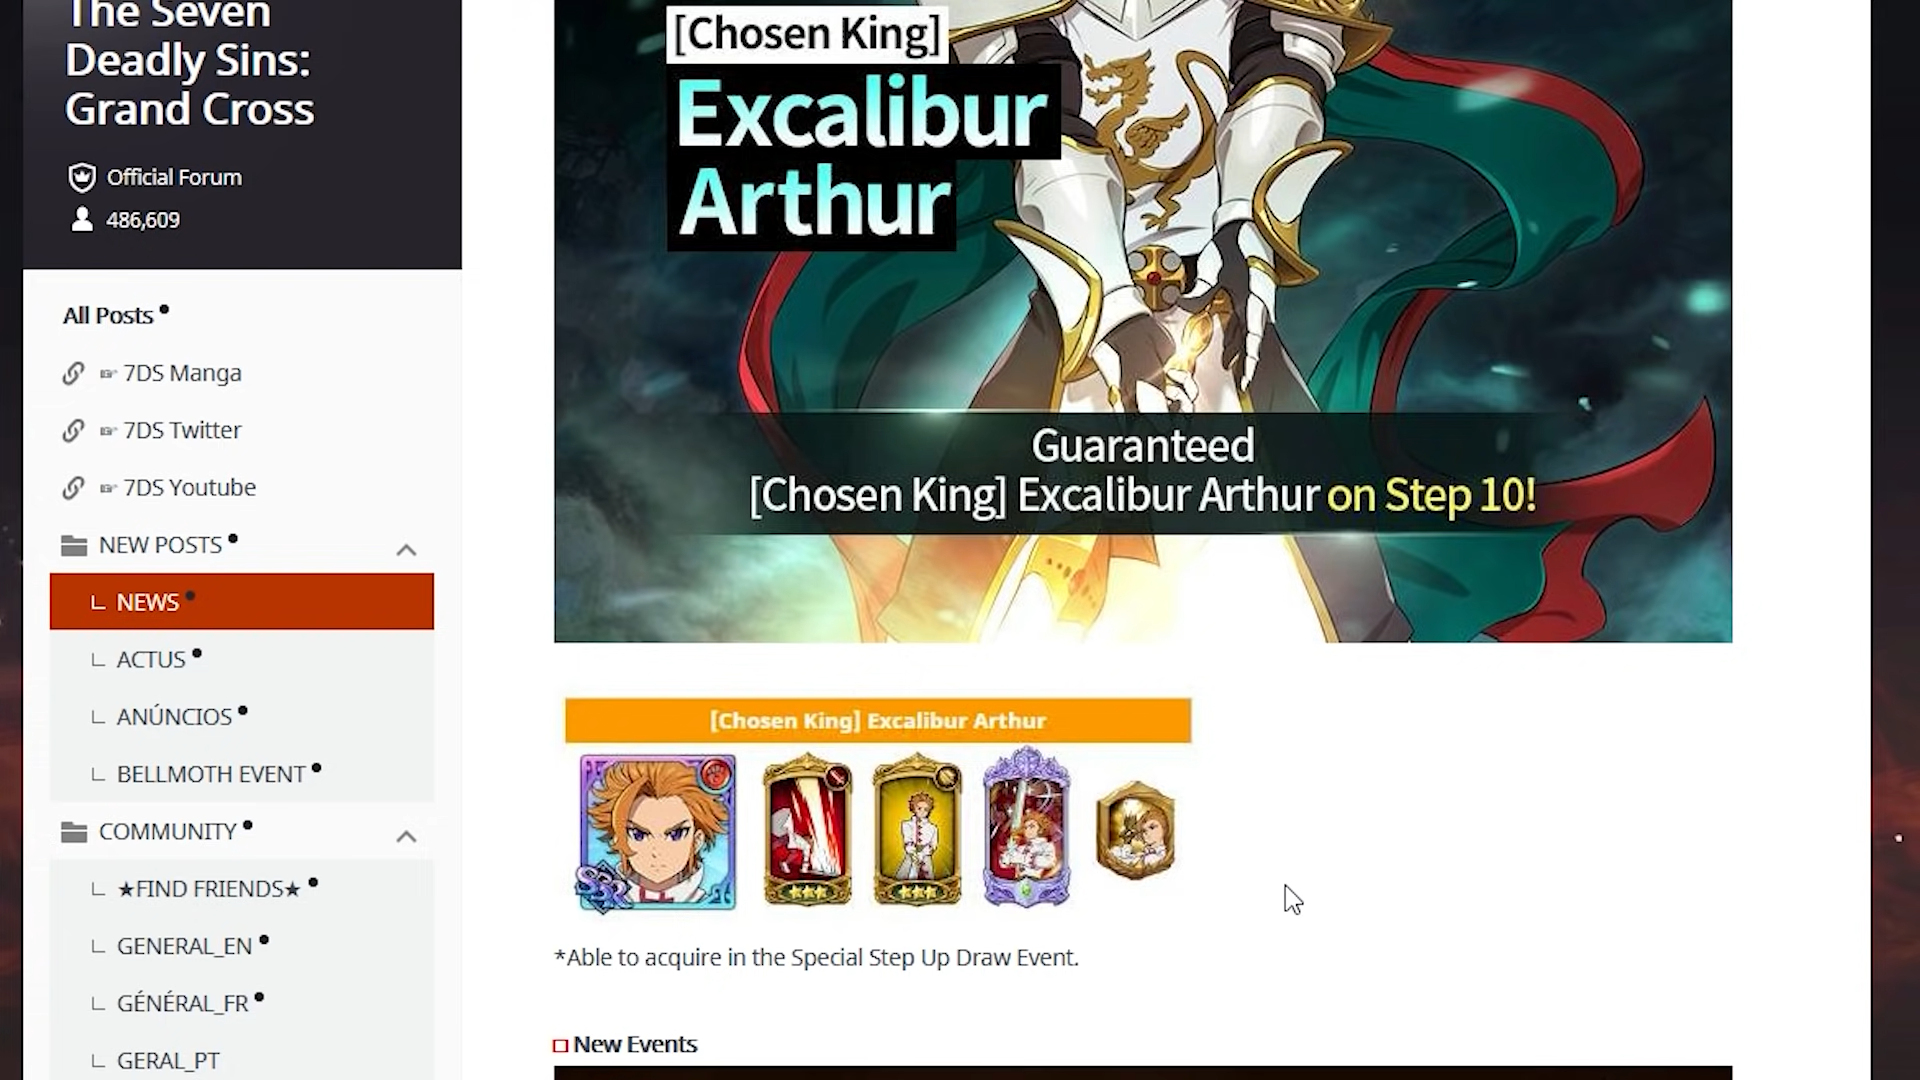 The Seven
Deadly Sins:
Grand Cross
Official Forum
486,609
All Posts
7DS Manga
7DS Twitter
7DS Youtube
NEW POSTS
NEWS
ACTUS
ANÚNCIOS
BELLMOTH EVENT
COMMUNITY
★FIND FRIENDS★
GENERAL_EN
GÉNÉRAL_FR
GERAL_PT
[Chosen King]
Excalibur
Arthur
Guaranteed
[Chosen King] Excalibur Arthur on Step 10!
[Chosen King] Excalibur Arthur
SR
*Able to acquire in the Special Step Up Draw Event.
New Events